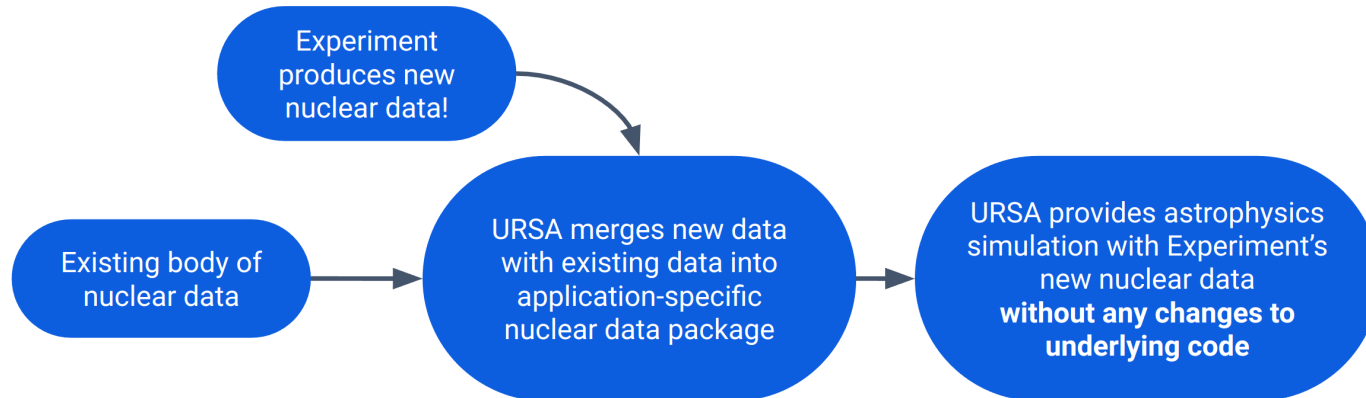 Experiment
produces new
nuclear data!
Existing body of
nuclear data
URSA merges new data
with existing data into
application-specific
nuclear data package
URSA provides astrophysics
simulation with Experiment’s
new nuclear data
without any changes to
underlying code